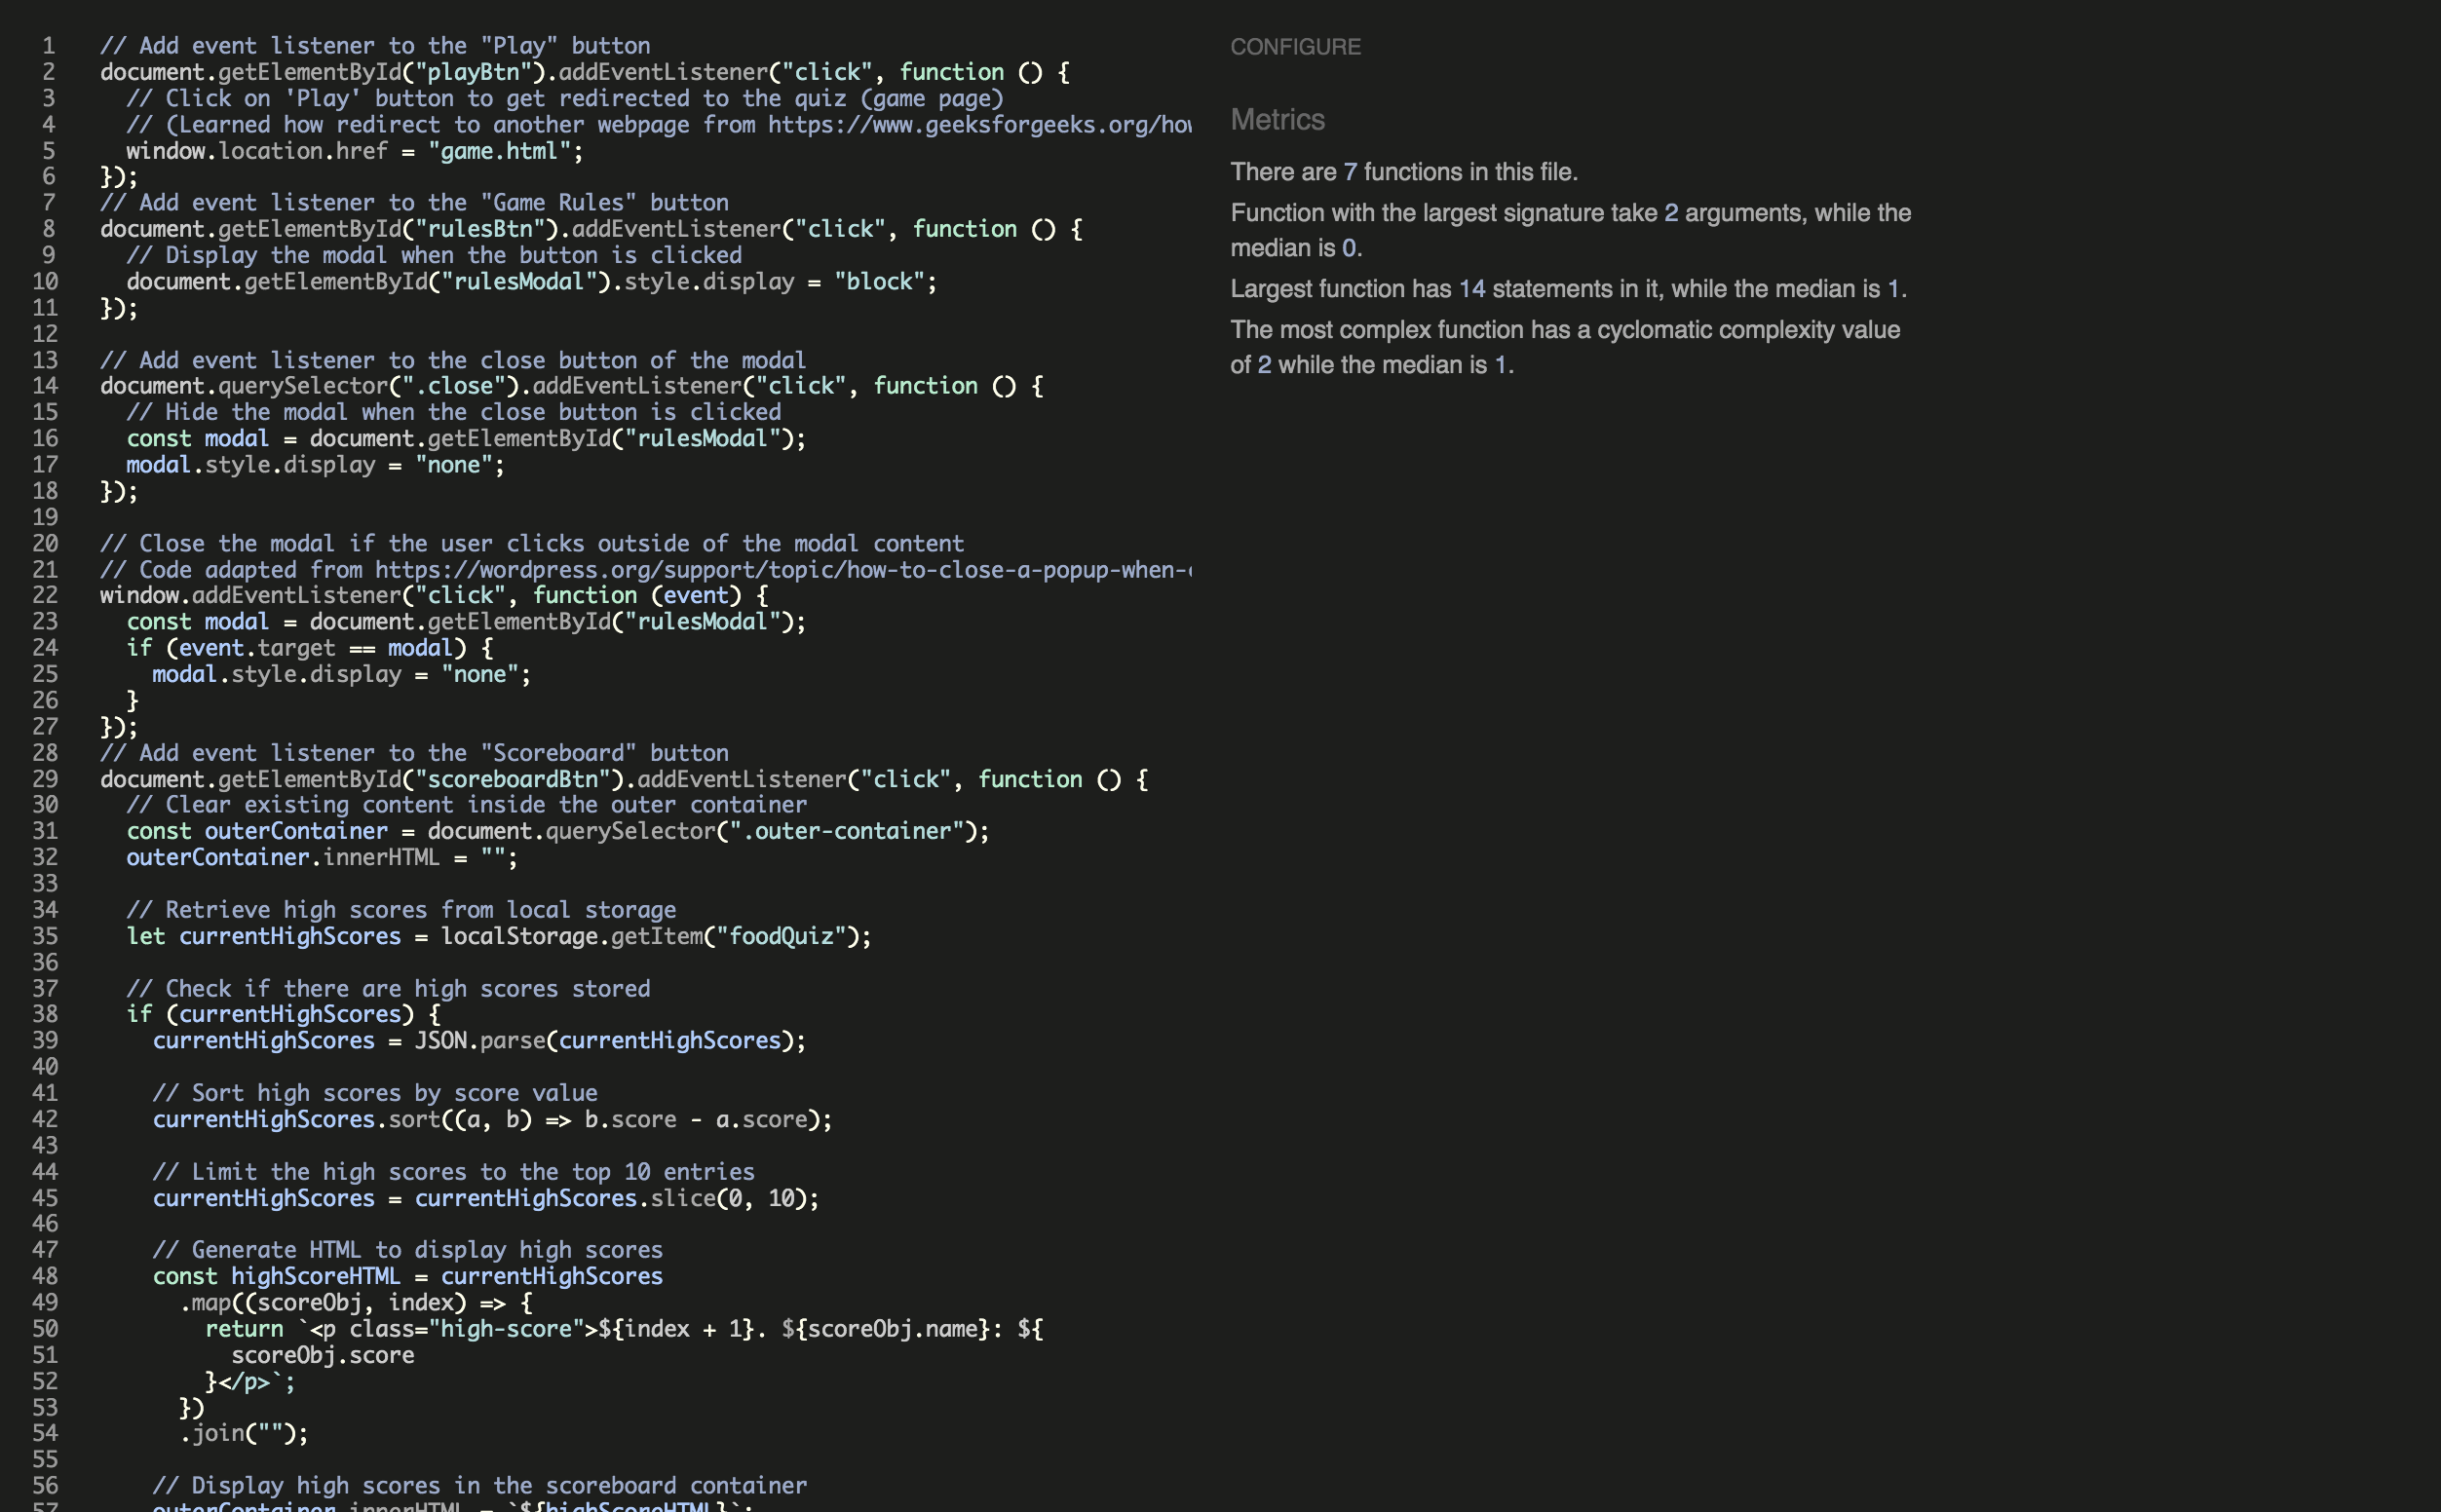 1 // Add event listener to the "Play" button
2 document.getElementById("playBtn").addEventListener("click", function () {
3   // Click on 'Play' button to get redirected to the quiz (game page)
4   // (Learned how redirect to another webpage from https://www.geeksforgeeks.org/how
5   window.location.href = "game.html";
6 });
7 // Add event listener to the "Game Rules" button
8 document.getElementById("rulesBtn").addEventListener("click", function () {
9   // Display the modal when the button is clicked
10   document.getElementById("rulesModal").style.display = "block";
11 });
12
13 // Add event listener to the close button of the modal
14 document.querySelector(".close").addEventListener("click", function () {
15   // Hide the modal when the close button is clicked
16   const modal = document.getElementById("rulesModal");
17   modal.style.display = "none";
18 });
19
20 // Close the modal if the user clicks outside of the modal content
21 // Code adapted from https://wordpress.org/support/topic/how-to-close-a-popup-when-
22 window.addEventListener("click", function (event) {
23   const modal = document.getElementById("rulesModal");
24   if (event.target == modal) {
25     modal.style.display = "none";
26   }
27 });
28 // Add event listener to the "Scoreboard" button
29 document.getElementById("scoreboardBtn").addEventListener("click", function () {
30   // Clear existing content inside the outer container
31   const outerContainer = document.querySelector(".outer-container");
32   outerContainer.innerHTML = "";
33
34   // Retrieve high scores from local storage
35   let currentHighScores = localStorage.getItem("foodQuiz");
36
37   // Check if there are high scores stored
38   if (currentHighScores) {
39     currentHighScores = JSON.parse(currentHighScores);
40
41     // Sort high scores by score value
42     currentHighScores.sort((a, b) => b.score - a.score);
43
44     // Limit the high scores to the top 10 entries
45     currentHighScores = currentHighScores.slice(0, 10);
46
47     // Generate HTML to display high scores
48     const highScoreHTML = currentHighScores
49       .map((scoreObj, index) => {
50         return `<p class="high-score">${index + 1}. ${scoreObj.name}: ${
51           scoreObj.score
52         }</p>`;
53       })
54       .join("");
55
56     // Display high scores in the scoreboard container
57     outerContainer.innerHTML = `${highScoreHTML}`;
CONFIGURE
Metrics
There are 7 functions in this file.
Function with the largest signature take 2 arguments, while the
median is 0.
Largest function has 14 statements in it, while the median is 1.
The most complex function has a cyclomatic complexity value
of 2 while the median is 1.